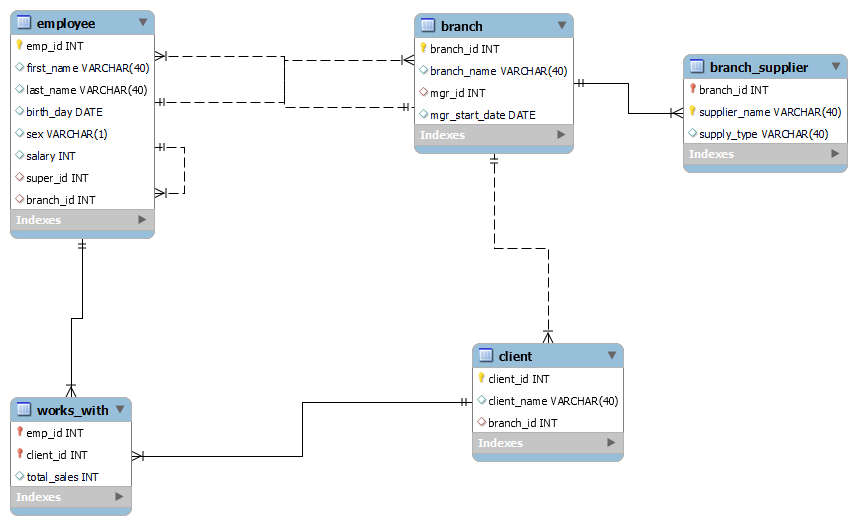 employee
emp_id INT
first_name VARCHAR(40)
last_name VARCHAR(40)
birth_day DATE
sex VARCHAR(1)
salary INT
super_id INT
branch_id INT
Indexes
branch
branch_id INT
branch_name VARCHAR(40)
mgr_id INT
mgr_start_date DATE
Indexes
branch_supplier
branch_id INT
supplier_name VARCHAR(40)
supply_type VARCHAR(40)
Indexes
client
client_id INT
client_name VARCHAR(40)
branch_id INT
Indexes
works_with
emp_id INT
client_id INT
total_sales INT
Indexes